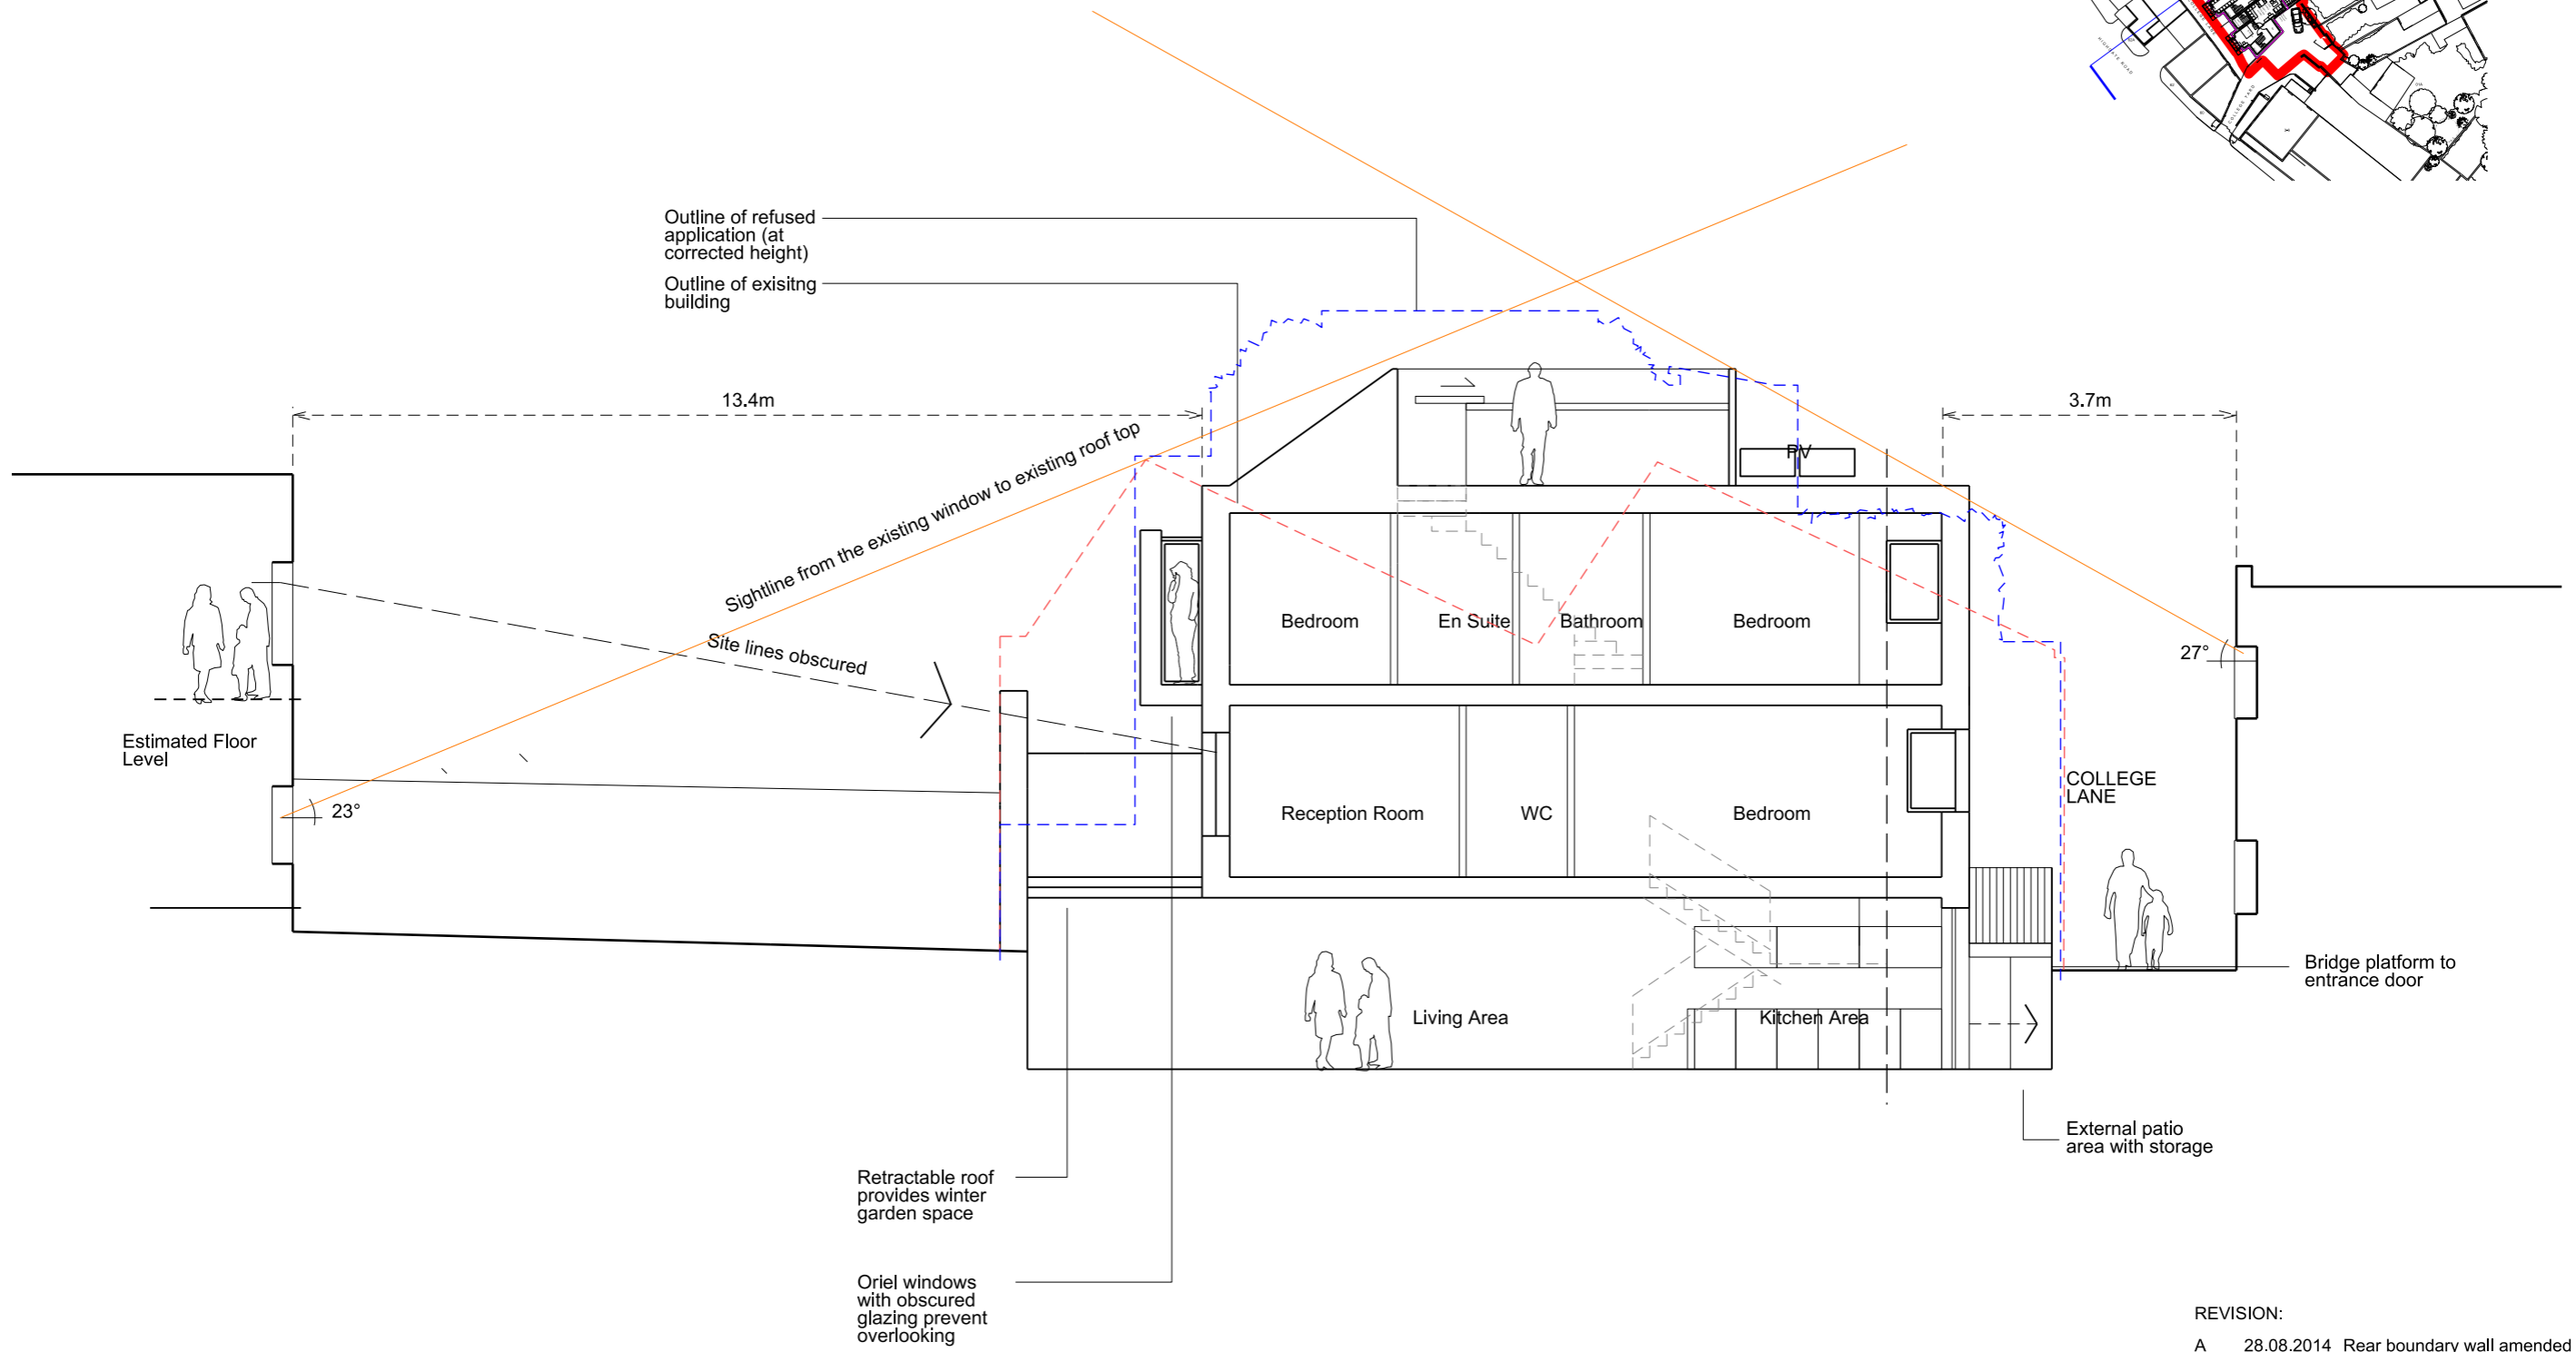 HIGHGATE ROAD
COLLEGE YARD
Outline of refused
application (at
corrected height)
Outline of exisitng
building
13.4m
3.7m
Sightline from the existing window to existing roof top
PV
Site lines obscured
Bedroom
En Suite
Bathroom
Bedroom
27°
Estimated Floor
Level
23°
COLLEGE
LANE
Reception Room
WC
Bedroom
Bridge platform to
entrance door
Living Area
Kitchen Area
External patio
area with storage
Retractable roof
provides winter
garden space
Oriel windows
with obscured
glazing prevent
overlooking
REVISION:
A 28.08.2014 Rear boundary wall amended